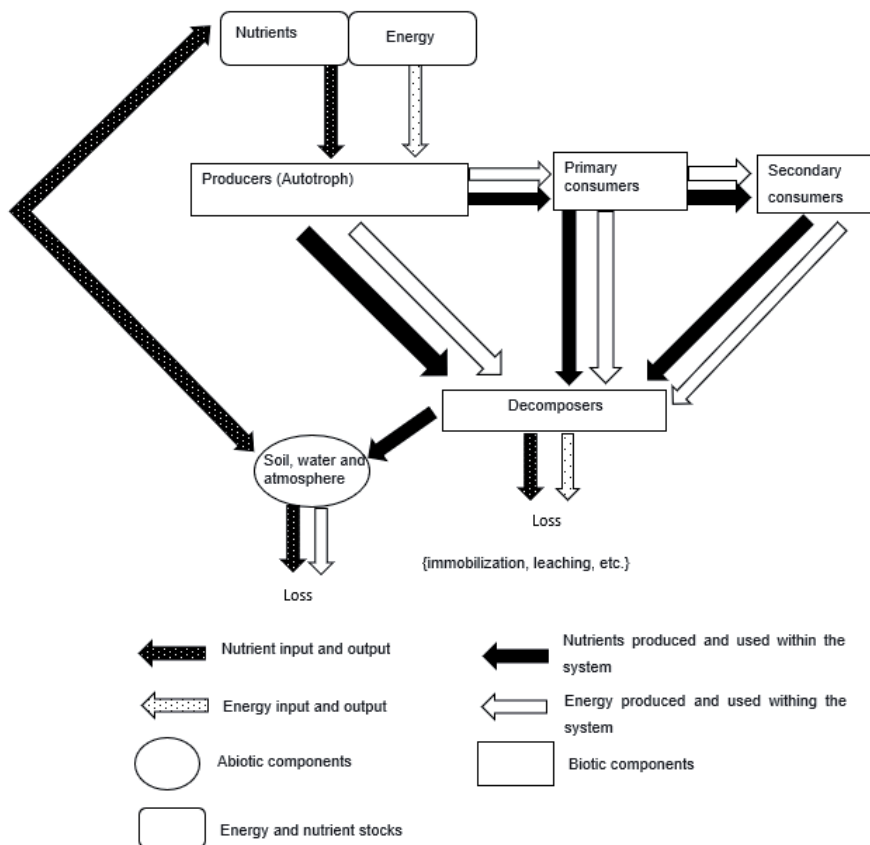 Nutrients
Energy
Producers (Autotroph)
Primary
consumers
Secondary
consumers
Decomposers
Soil, water and
atmosphere
Loss
{immobilization, leaching, etc.}
Loss
Nutrient input and output
Nutrients produced and used within the
system
Energy input and output
Energy produced and used withing the
system
Abiotic components
Biotic components
Energy and nutrient stocks